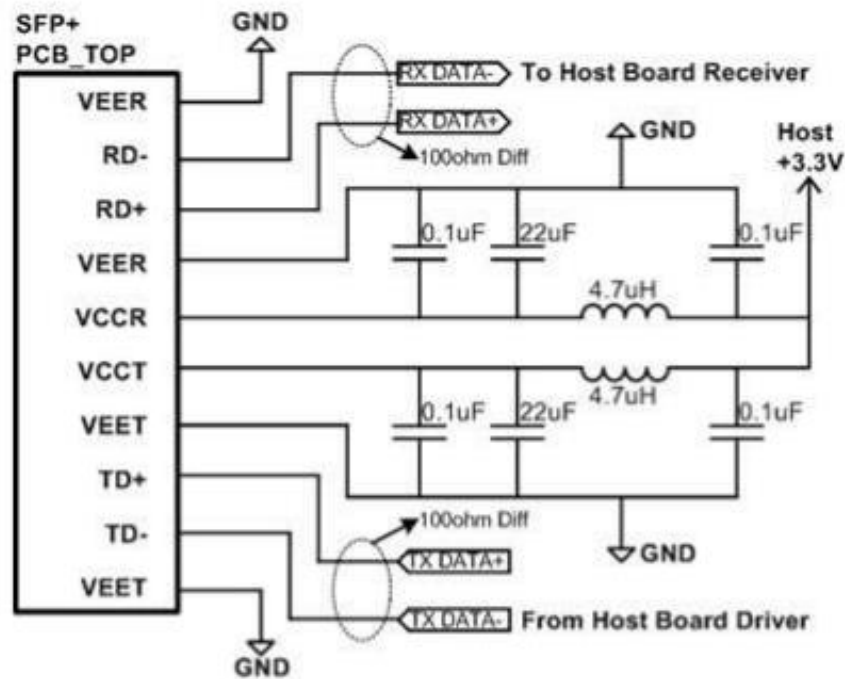 SFP+
PCB_TOP
GND
VEER
RX DATA-
To Host Board Receiver
RD-
RX DATA+
GND
Host
+3.3V
100ohm Diff
RD+
VEER
0.1uF
22uF
0.1uF
4.7uH
VCCR
VCCT
4.7uH
VEET
0.1uF
22uF
0.1uF
TD+
100ohm Diff
TD-
GND
TX DATA+
VEET
TX DATA-
From Host Board Driver
GND